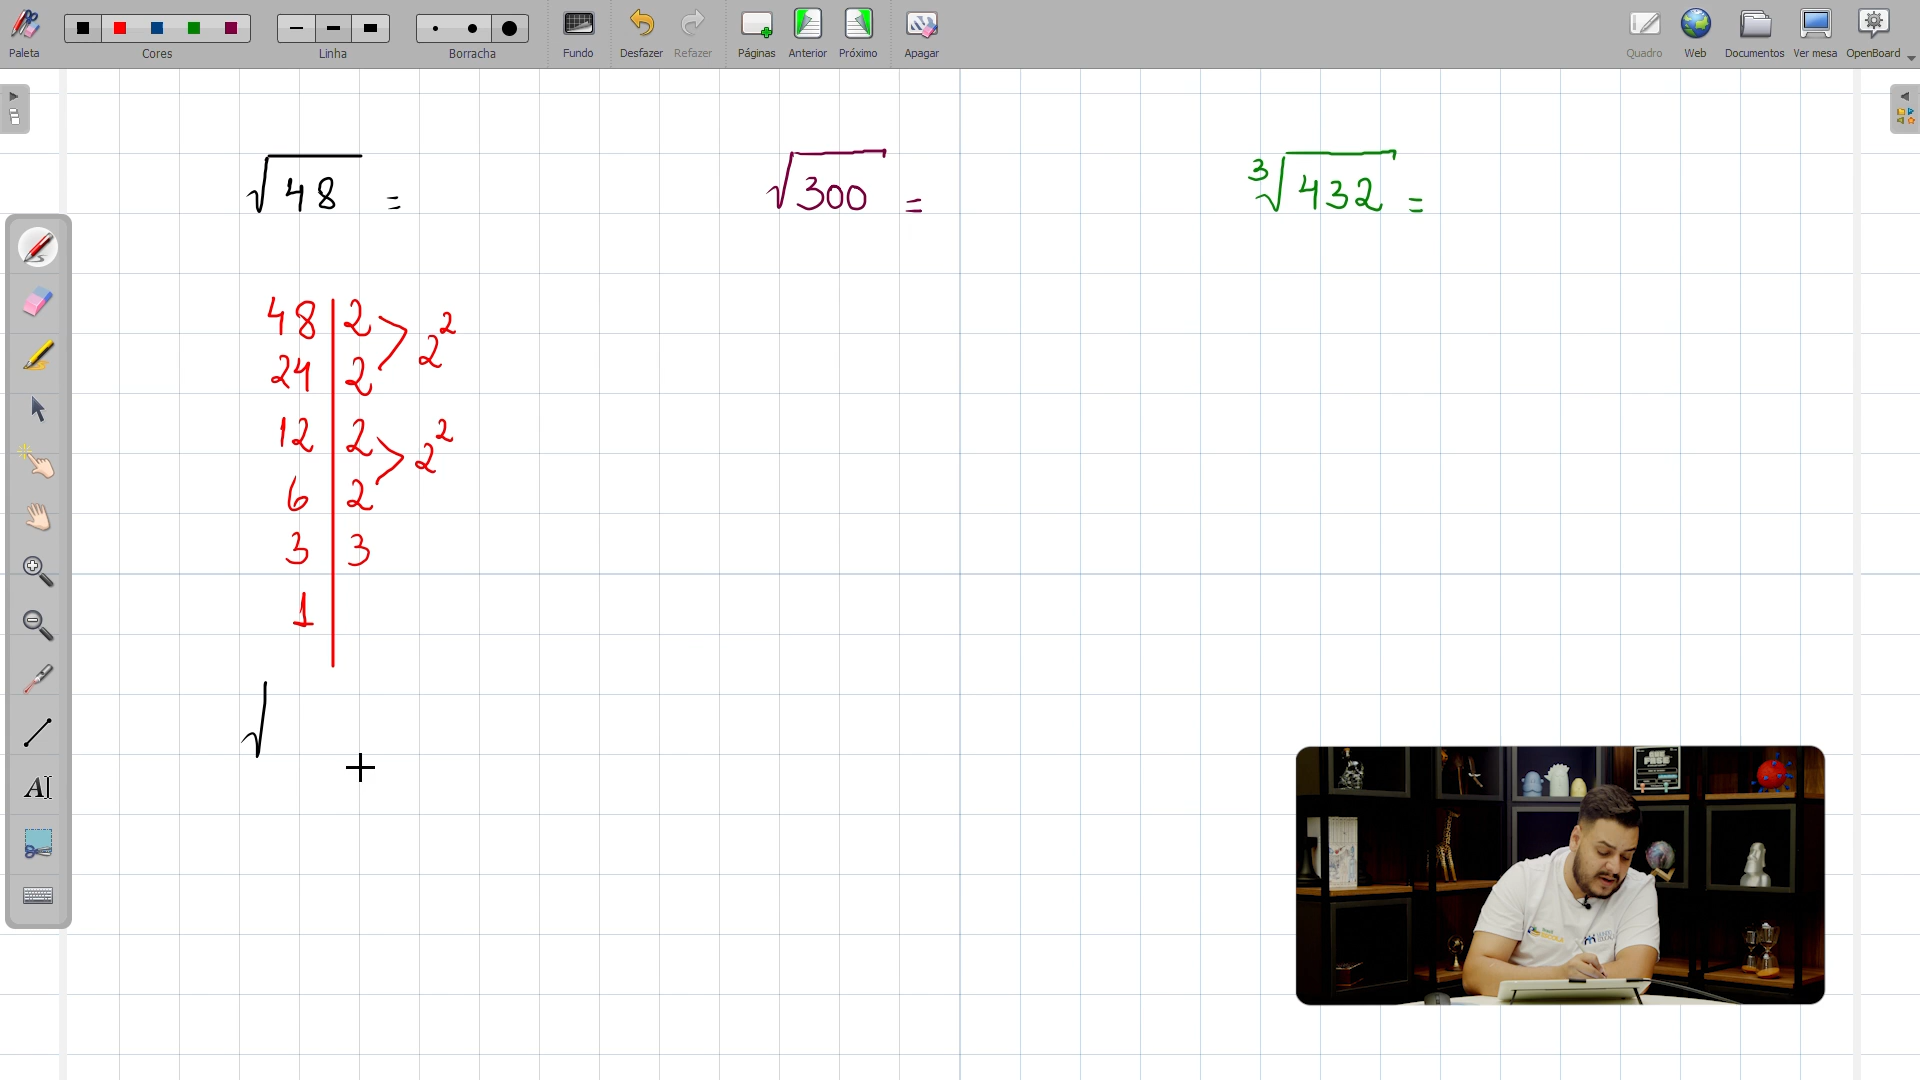 Paleta Cores Linha Borracha Fundo Desfazer Refazer Páginas Anterior Próximo Apagar Quadro Web Documentos Ver mesa OpenBoard
√48 =
√300 =
³√432 =
48 | 2
24 | 2
2²
12 | 2
6 | 2
2²
3 | 3
1
√
AI